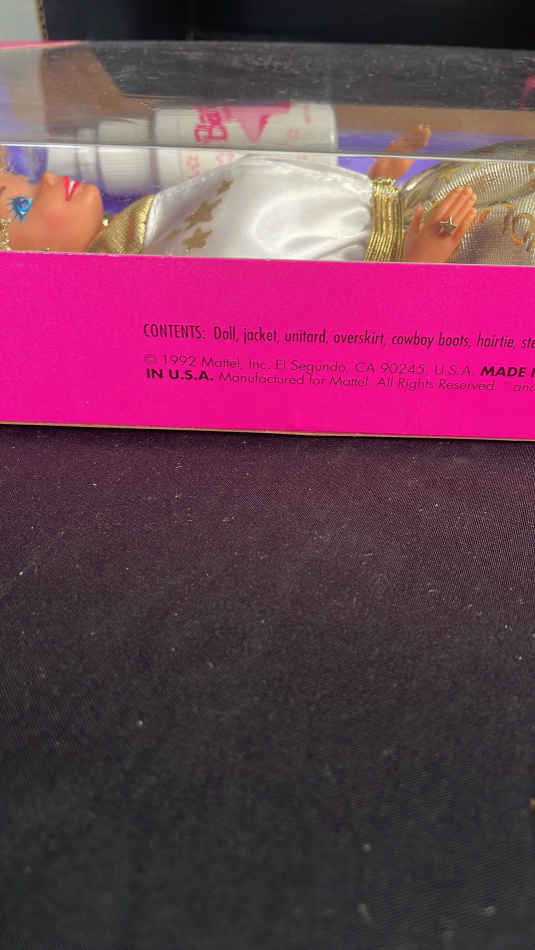 CONTENTS: Doll, jacket, unitard, overskirt, cowboy boots, hairtie,
© 1992 Mattel, Inc. El Segundo, CA 90245. U.S.A. MADE
IN U.S.A. Manufactured for Mattel. All Rights Reserved.